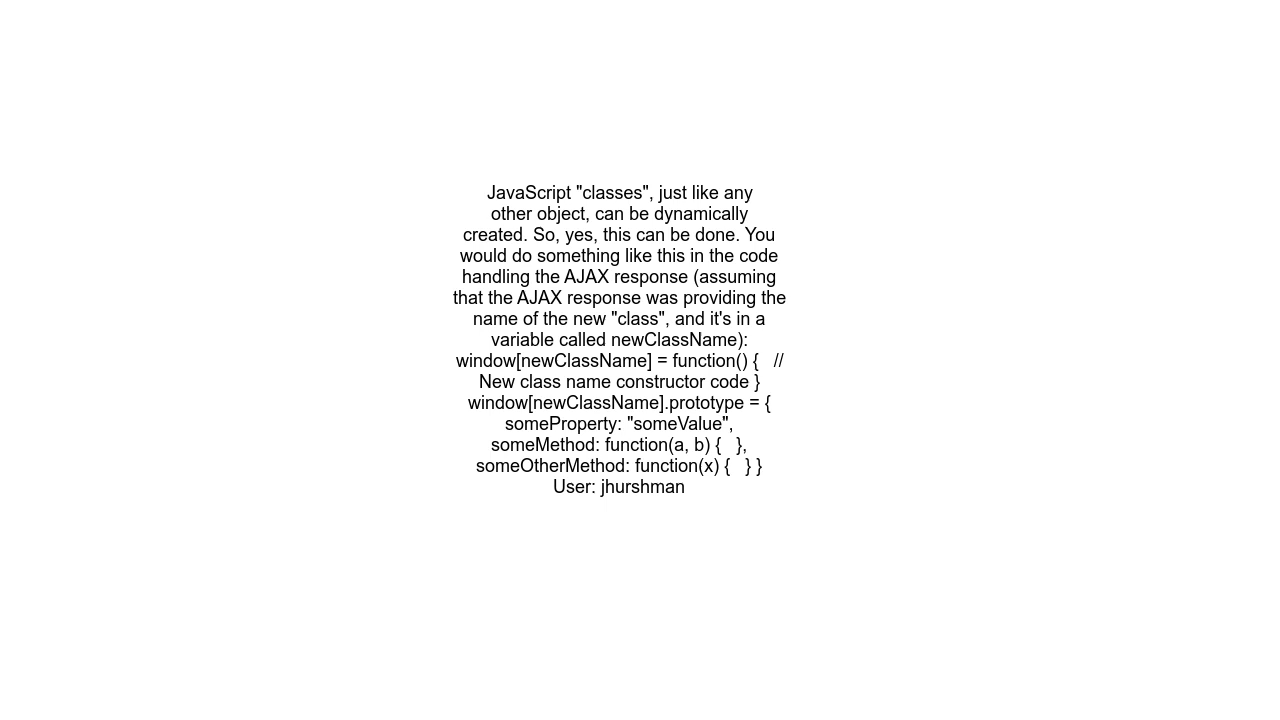 JavaScript "classes", just like any
other object, can be dynamically
created. So, yes, this can be done. You
would do something like this in the code
handling the AJAX response (assuming
that the AJAX response was providing the
name of the new "class", and it's in a
variable called newClassName):
window[newClassName] = function() {   //
New class name constructor code }
window[newClassName].prototype = {
someProperty: "someValue",
someMethod: function(a, b) {   },
someOtherMethod: function(x) {   } }
User: jhurshman